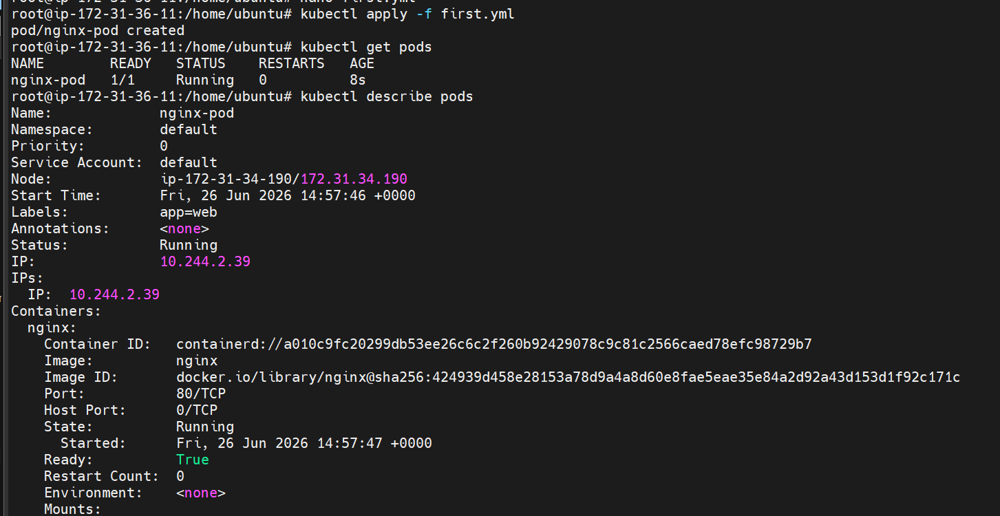 root@ip-172-31-36-11:/home/ubuntu# nano first.yml
root@ip-172-31-36-11:/home/ubuntu# kubectl apply -f first.yml
pod/nginx-pod created
root@ip-172-31-36-11:/home/ubuntu# kubectl get pods
NAME        READY   STATUS    RESTARTS   AGE
nginx-pod   1/1     Running   0          8s
root@ip-172-31-36-11:/home/ubuntu# kubectl describe pods
Name:             nginx-pod
Namespace:        default
Priority:         0
Service Account:  default
Node:             ip-172-31-34-190/172.31.34.190
Start Time:       Fri, 26 Jun 2026 14:57:46 +0000
Labels:           app=web
Annotations:      <none>
Status:           Running
IP:               10.244.2.39
IPs:
  IP:  10.244.2.39
Containers:
  nginx:
    Container ID:   containerd://a010c9fc20299db53ee26c6c2f260b92429078c9c81c2566caed78efc98729b7
    Image:          nginx
    Image ID:       docker.io/library/nginx@sha256:424939d458e28153a78d9a4a8d60e8fae5eae35e84a2d92a43d153d1f92c171c
    Port:           80/TCP
    Host Port:      0/TCP
    State:          Running
      Started:      Fri, 26 Jun 2026 14:57:47 +0000
    Ready:          True
    Restart Count:  0
    Environment:    <none>
    Mounts: